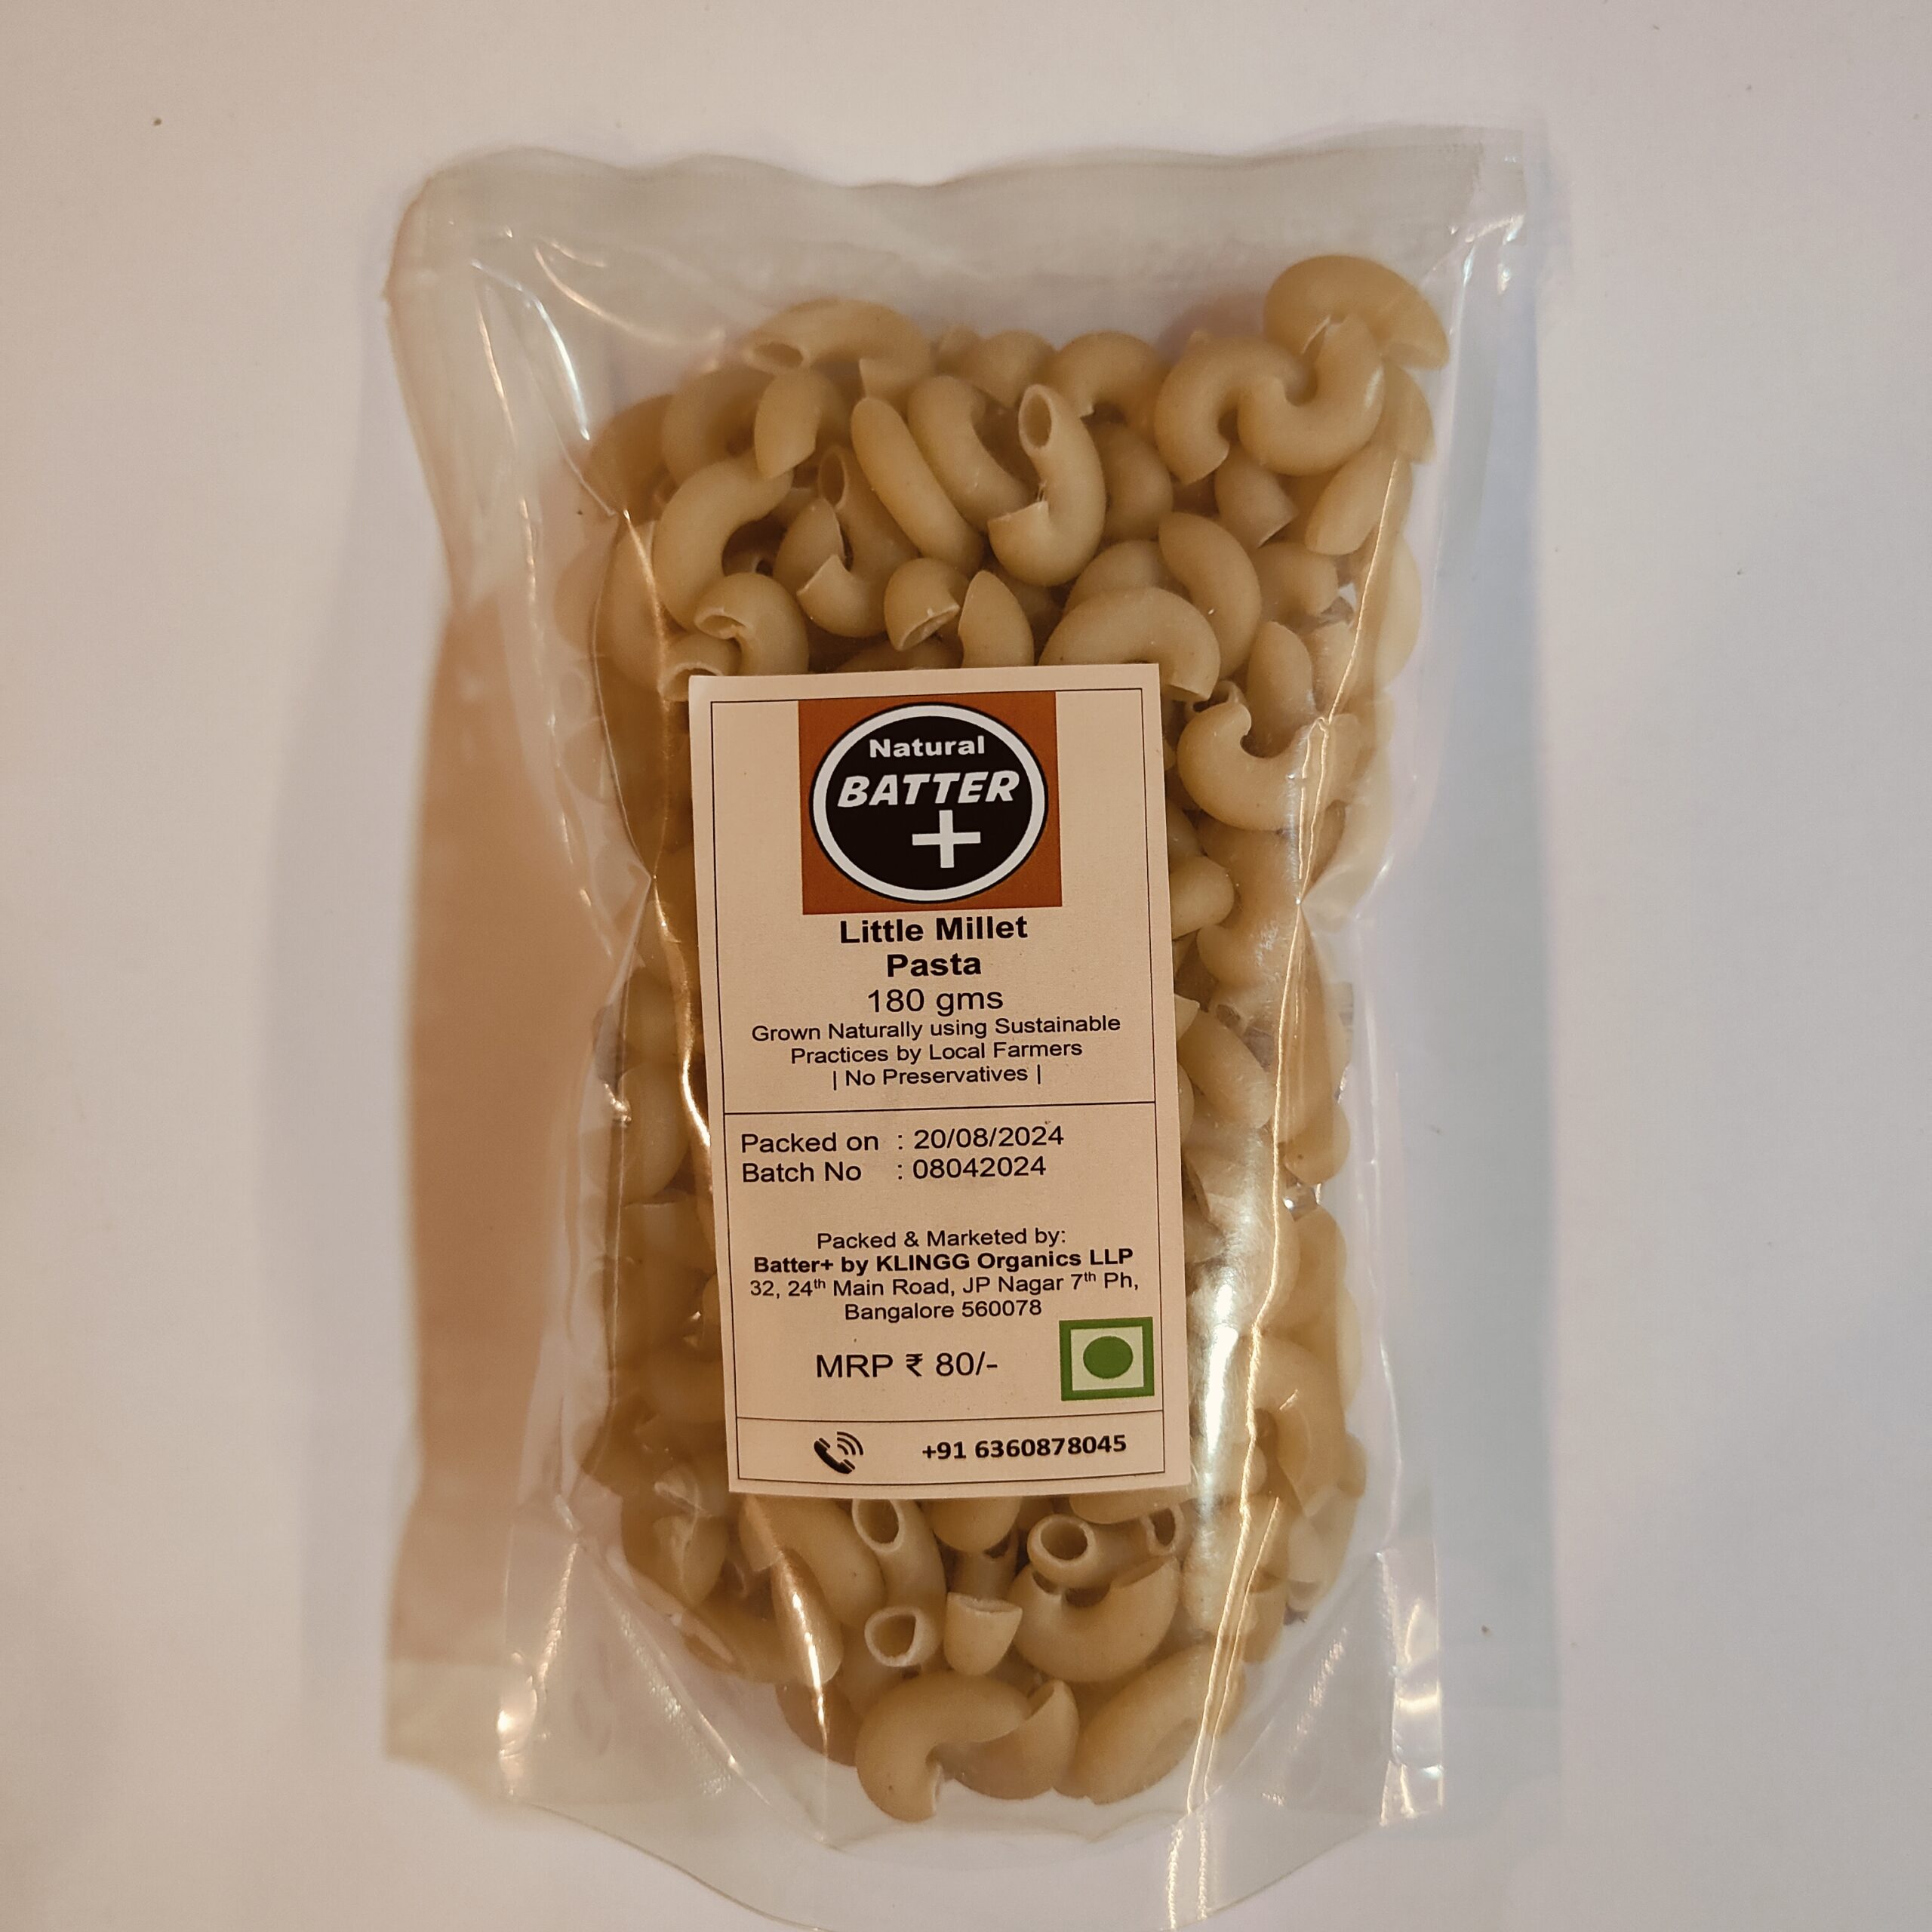 Natural
BATTER
+
Little Millet
Pasta
180 gms
Grown Naturally using Sustainable
Practices by Local Farmers
| No Preservatives |
Packed on : 20/08/2024
Batch No : 08042024
Packed & Marketed by:
Batter+ by KLINGG Organics LLP
32, 24th Main Road, JP Nagar 7th Ph,
Bangalore 560078
MRP ₹ 80/-
+91 6360878045